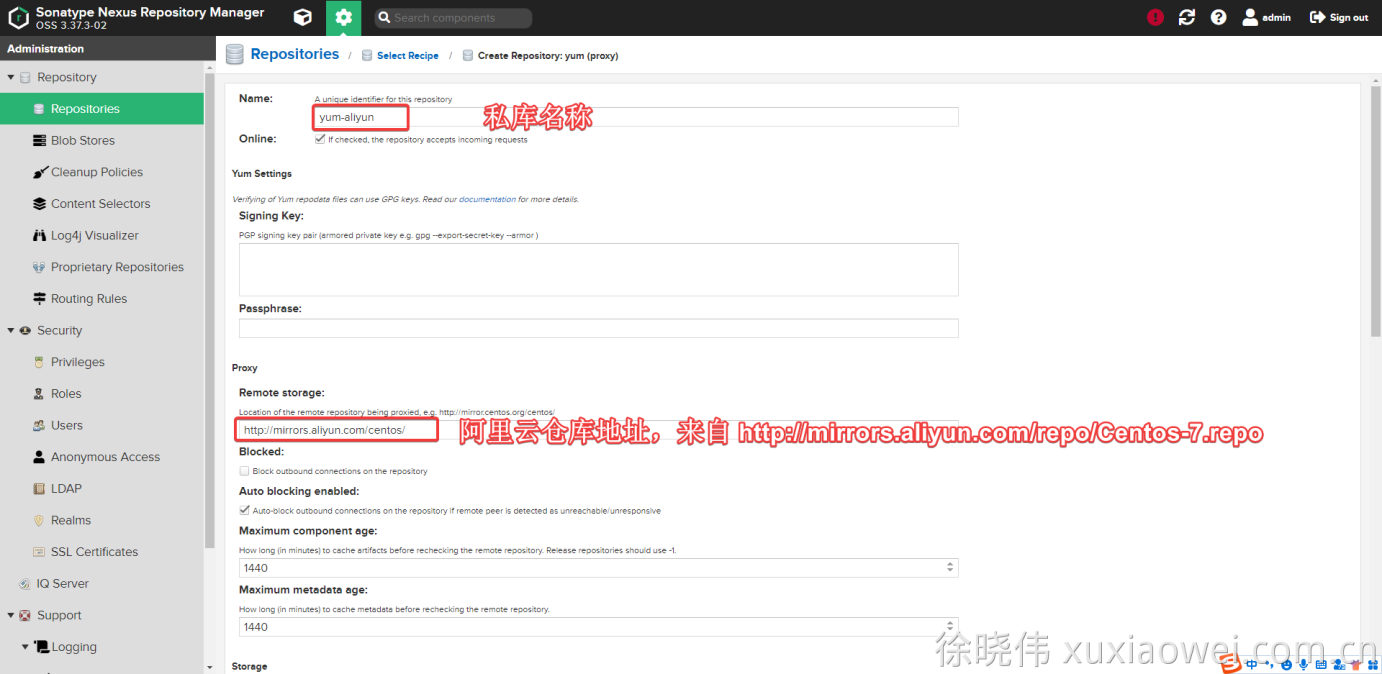 Sonatype Nexus Repository Manager
OSS 3.37.3-02
Search components
admin
Sign out
Administration
Repositories / Select Recipe / Create Repository: yum (proxy)
Repository
Repositories
Blob Stores
Cleanup Policies
Content Selectors
Log4j Visualizer
Proprietary Repositories
Routing Rules
Security
Privileges
Roles
Users
Anonymous Access
LDAP
Realms
SSL Certificates
IQ Server
Support
Logging
Name:
A unique identifier for this repository
yum-aliyun
私库名称
Online:
If checked, the repository accepts incoming requests
Yum Settings
Verifying of Yum repodata files can use GPG keys. Read our documentation for more details.
Signing Key:
PGP signing key pair (armored private key e.g. gpg --export-secret-key --armor )
Passphrase:
Proxy
Remote storage:
Location of the remote repository being proxied, e.g. http://mirror.centos.org/centos/
http://mirrors.aliyun.com/centos/
阿里云仓库地址，来自 http://mirrors.aliyun.com/repo/Centos-7.repo
Blocked:
Block outbound connections on the repository
Auto blocking enabled:
Auto-block outbound connections on the repository if remote peer is detected as unreachable/unresponsive
Maximum component age:
How long (in minutes) to cache artifacts before rechecking the remote repository. Release repositories should use -1.
1440
Maximum metadata age:
How long (in minutes) to cache metadata before rechecking the remote repository.
1440
Storage
徐晓伟 xuxiaowei.com.cn
中